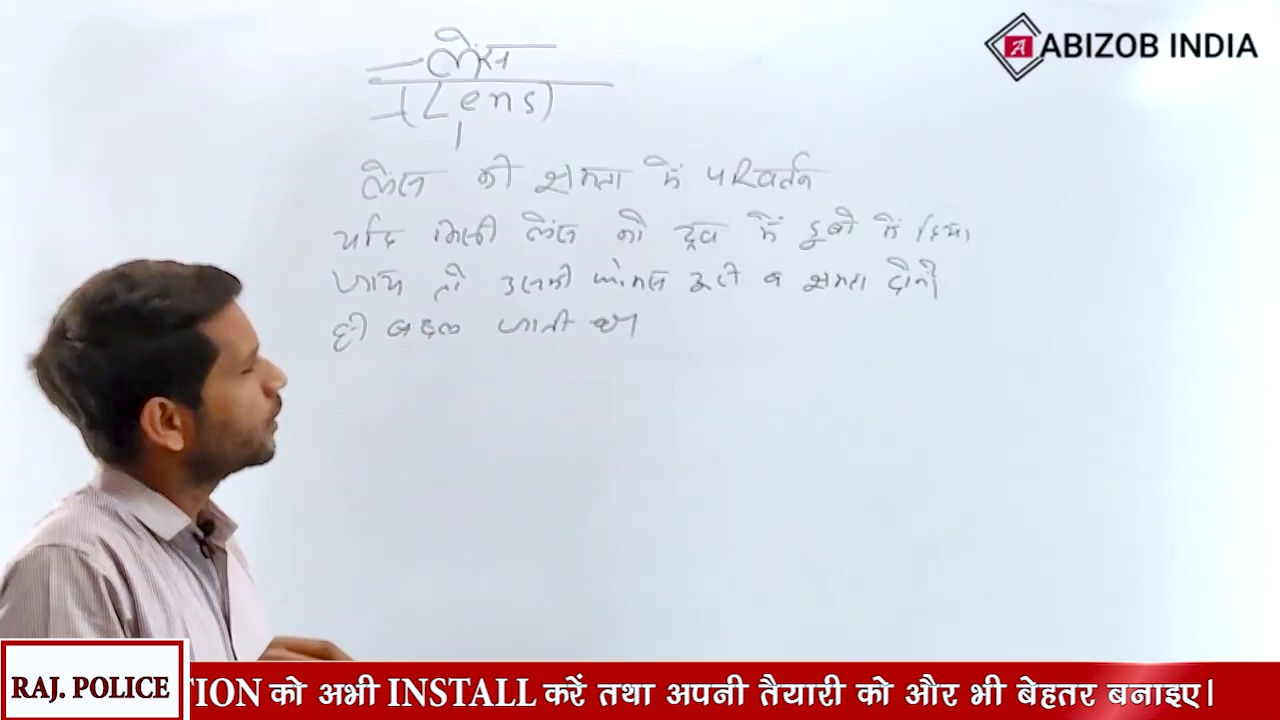 लेंस
(Lens)
लेंस की क्षमता में परिवर्तन
यदि किसी लेंस को द्रव में डुबो में दिया
जाय तो उसकी फोकस दूरी व क्षमता दोनों
ही बदल जाती है।
ABIZOB INDIA
RAJ. POLICE
TION को अभी INSTALL करें तथा अपनी तैयारी को और भी बेहतर बनाइए।